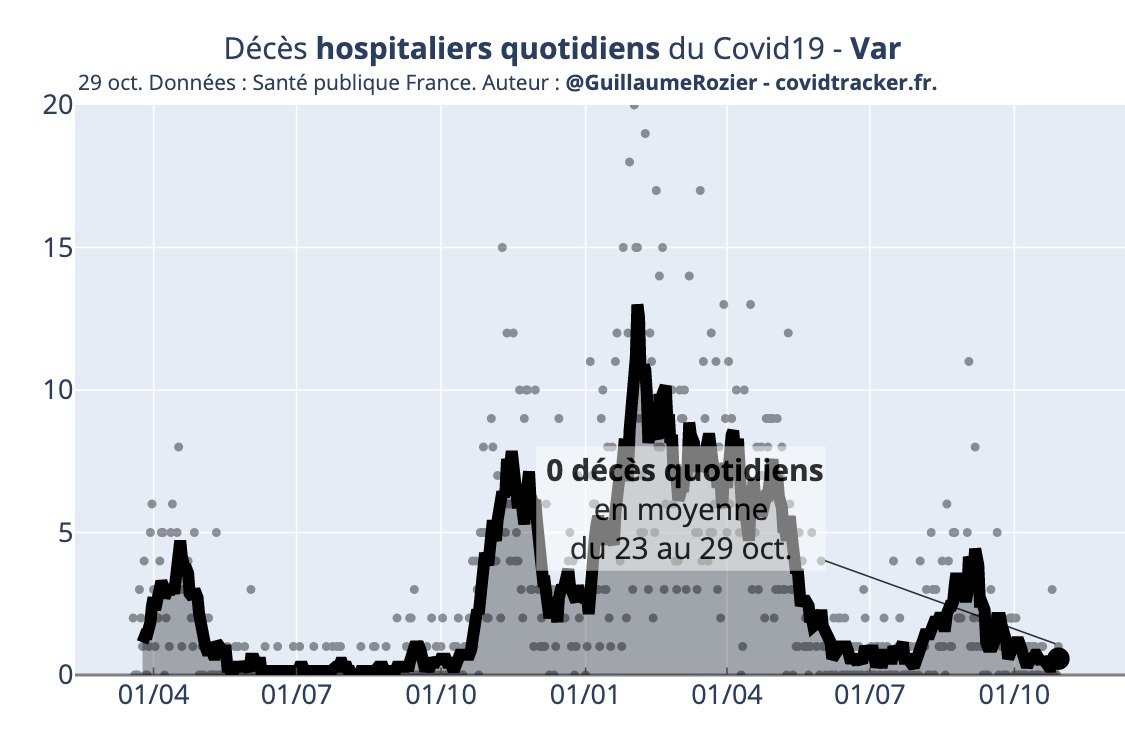 Décès hospitaliers quotidiens du Covid19 - Var
29 oct. Données : Santé publique France. Auteur : @GuillaumeRozier - covidtracker.fr.
20
15
10
5
0
0 décès quotidiens
en moyenne
du 23 au 29 oct.
01/04 01/07 01/10 01/01 01/04 01/07 01/10